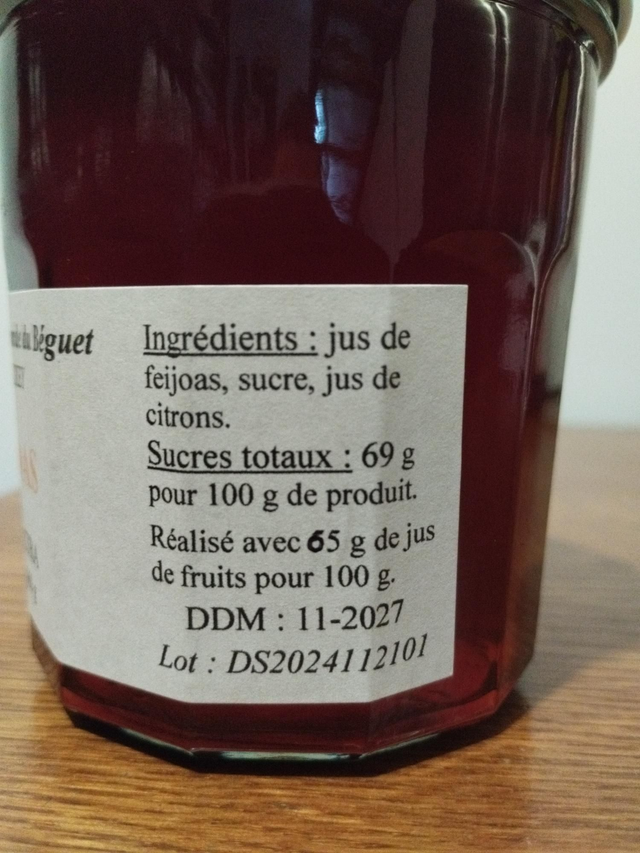 Béguet
Ingrédients : jus de
feijoas, sucre, jus de
citrons.
Sucres totaux : 69 g
pour 100 g de produit.
Réalisé avec 65 g de jus
de fruits pour 100 g.
DDM : 11-2027
Lot : DS2024112101